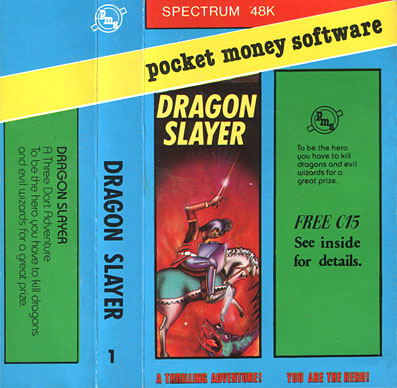 SPECTRUM 48K
pms
pocket money software
DRAGON
SLAYER
pms
To be the hero
you have to kill
dragons and evil
wizards for a
great prize.
FREE C15
See inside
for details.
A THRILLING ADVENTURE!
YOU ARE THE HERO!
DRAGON SLAYER
1
DRAGON SLAYER
A Three Part Adventure
To be the hero you have to kill dragons
and evil wizards for a
great prize.